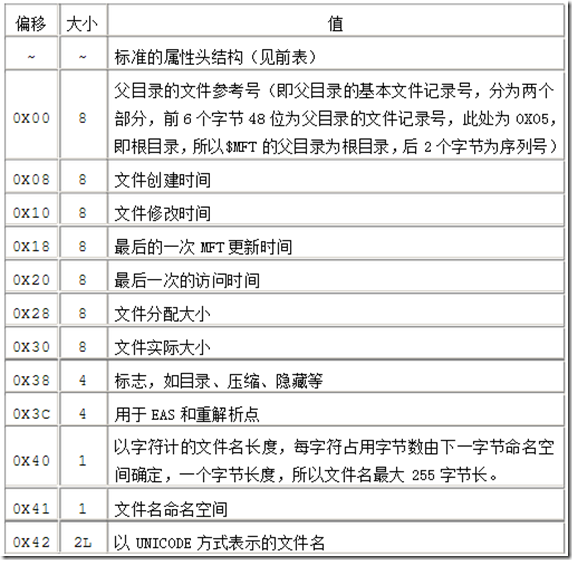 偏移 大小 值
~ ~ 标准的属性头结构（见前表）
0X00 8 父目录的文件参考号（即父目录的基本文件记录号，分为两个
部分，前 6 个字节 48 位为父目录的文件记录号，此处为 0X05，
即根目录，所以$MFT 的父目录为根目录，后 2 个字节为序列号）
0X08 8 文件创建时间
0X10 8 文件修改时间
0X18 8 最后的一次 MFT 更新时间
0X20 8 最后一次的访问时间
0X28 8 文件分配大小
0X30 8 文件实际大小
0X38 4 标志，如目录、压缩、隐藏等
0X3C 4 用于 EAS 和重解析点
0X40 1 以字符计的文件名长度，每字符占用字节数由下一字节命名空
间确定，一个字节长度，所以文件名最大 255 字节长。
0X41 1 文件名命名空间
0X42 2L 以 UNICODE 方式表示的文件名